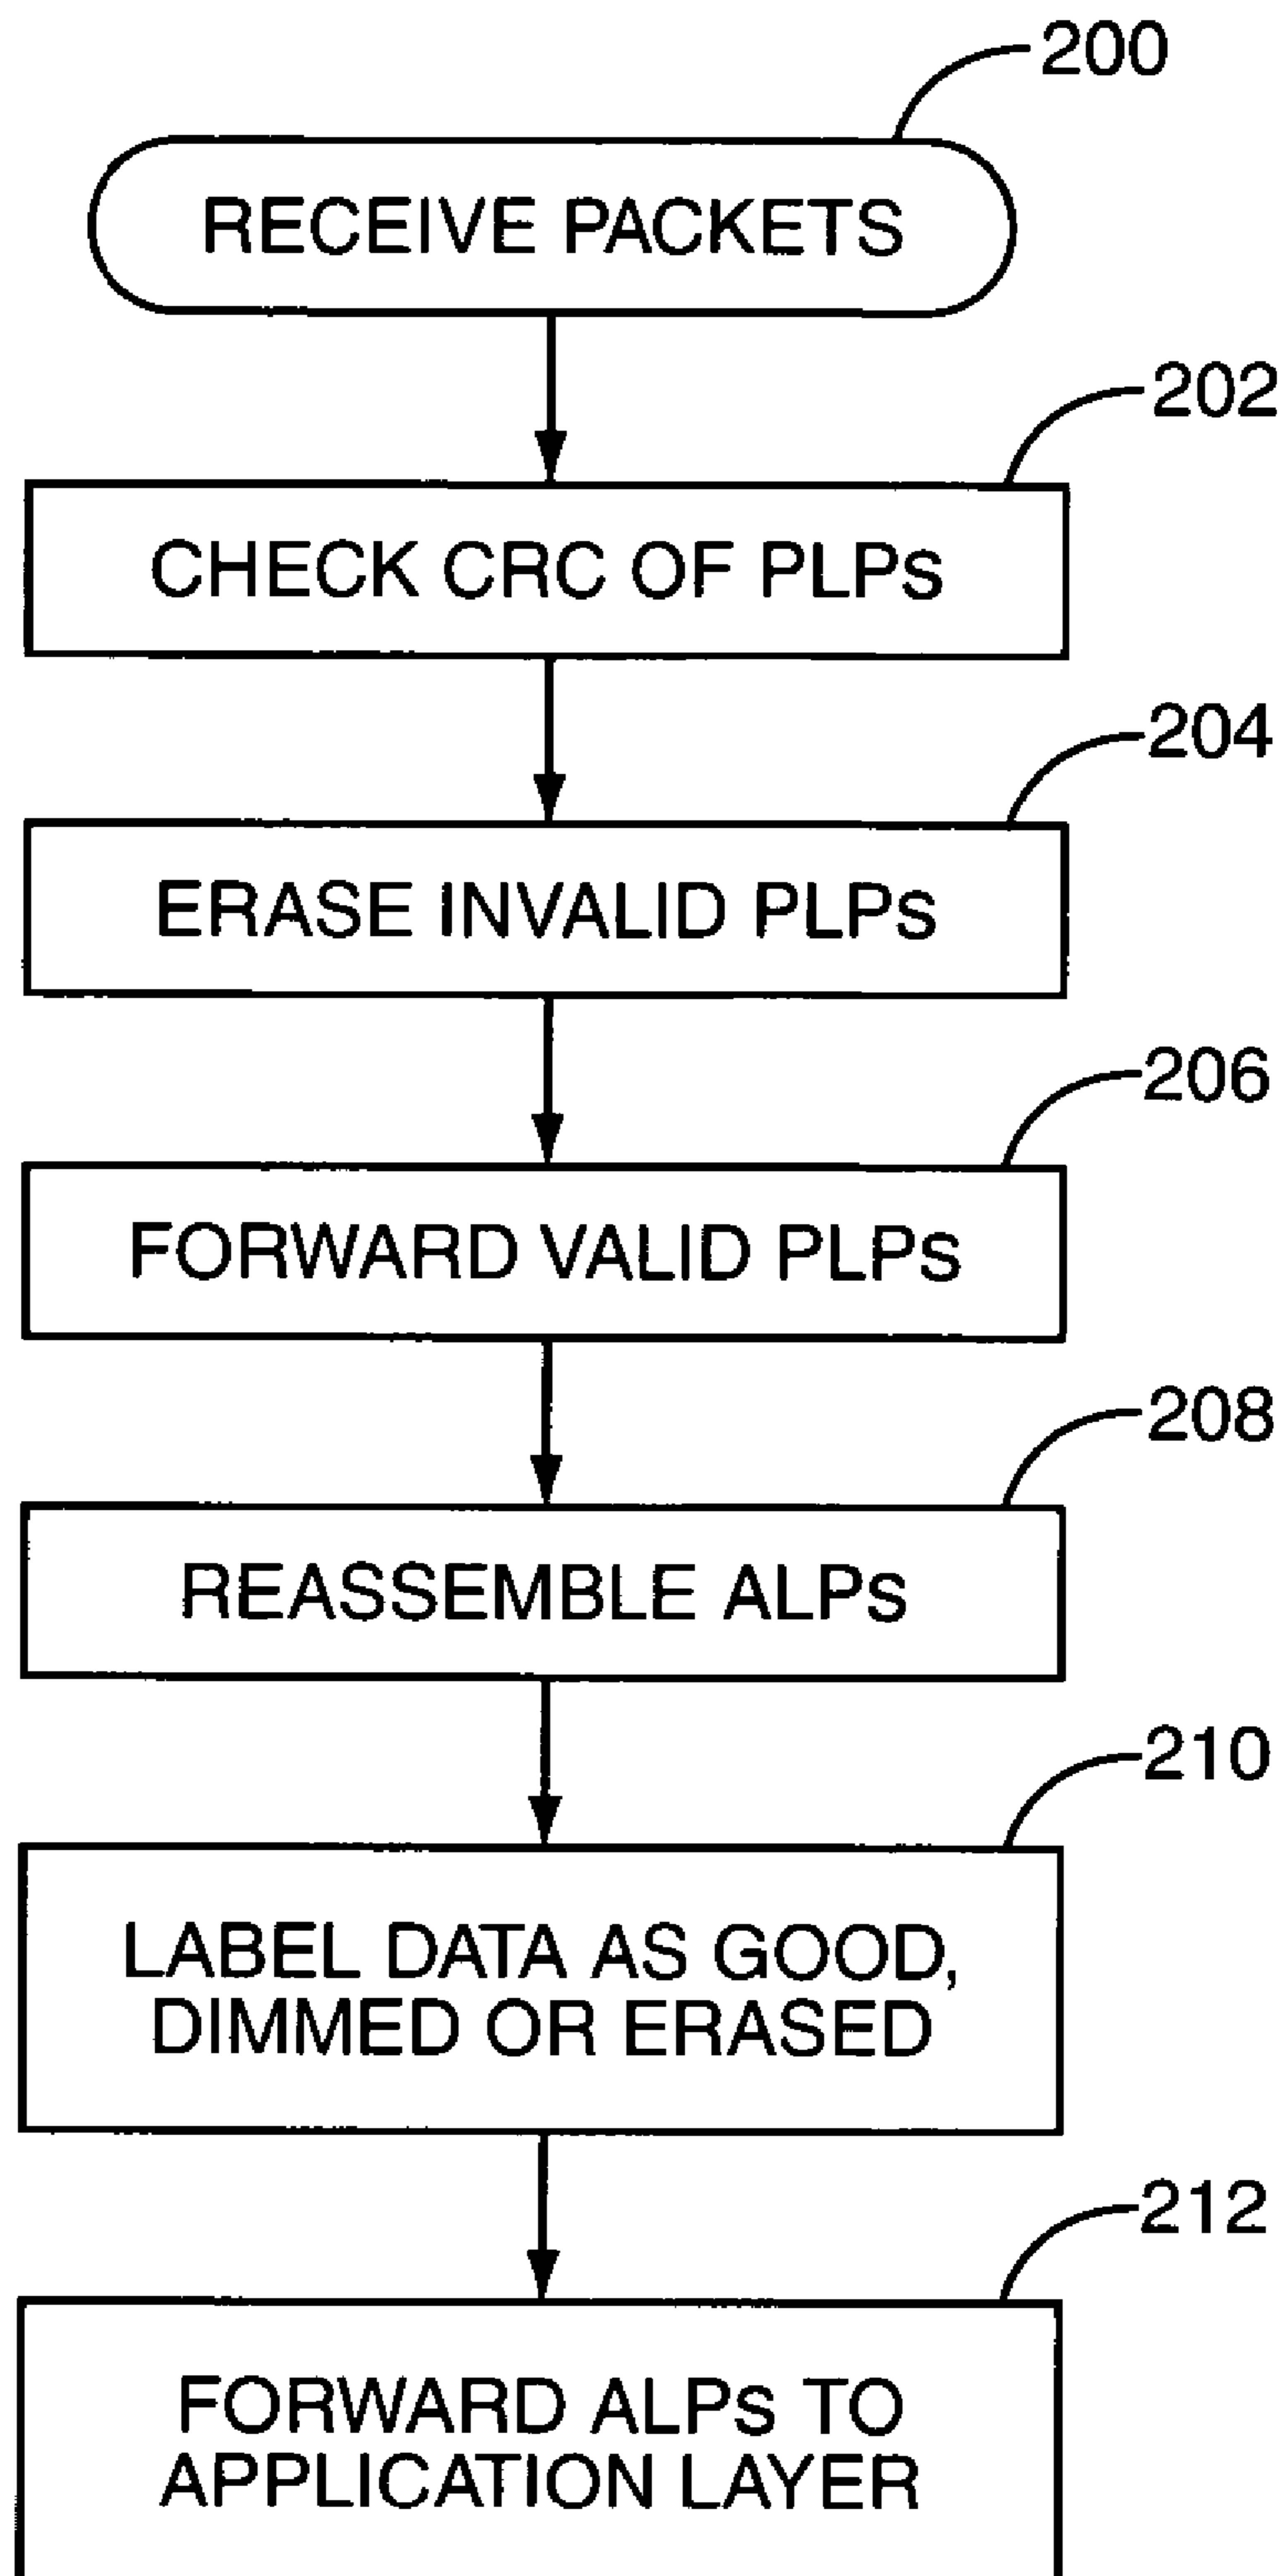 200
RECEIVE PACKETS
202
CHECK CRC OF PLPs
204
ERASE INVALID PLPs
206
FORWARD VALID PLPs
208
REASSEMBLE ALPs
210
LABEL DATA AS GOOD,
DIMMED OR ERASED
212
FORWARD ALPs TO
APPLICATION LAYER